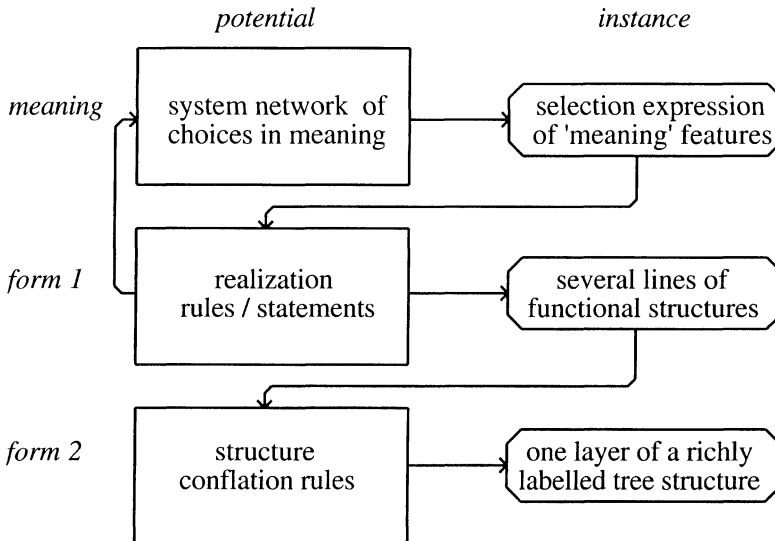 potential
instance
meaning
system network of
choices in meaning
selection expression
of 'meaning' features
form 1
realization
rules / statements
several lines of
functional structures
form 2
structure
conflation rules
one layer of a richly
labelled tree structure